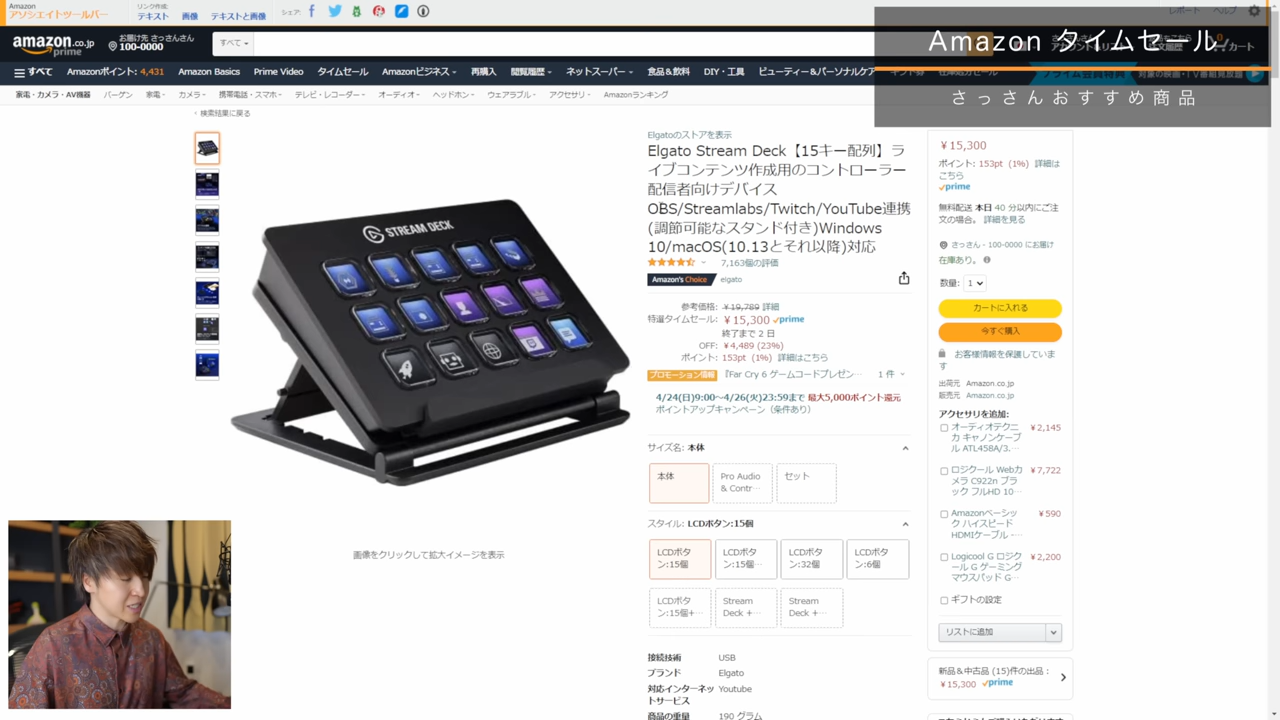 Amazon
アソシエイトツールバー
リンク作成:
テキスト 画像 テキストと画像
シェア:
レポート ヘルプ
amazon.co.jp
prime
お届け先 さっさんさん
100-0000
すべて
Amazon タイムセール
さっさんおすすめ商品
すべて Amazonポイント: 4,431 Amazon Basics Prime Video タイムセール Amazonビジネス 再購入 閲覧履歴 ネットスーパー 食品&飲料 DIY・工具 ビューティー&パーソナルケア
家電・カメラ・AV機器 バーゲン 家電 カメラ 携帯電話・スマホ テレビ・レコーダー オーディオ ヘッドホン ウェアラブル アクセサリ Amazonランキング
‹ 検索結果に戻る
STREAM DECK
画像をクリックして拡大イメージを表示
Elgatoのストアを表示
Elgato Stream Deck【15キー配列】ラ
イブコンテンツ作成用のコントローラー
配信者向けデバイス
OBS/Streamlabs/Twitch/YouTube連携
(調節可能なスタンド付き)Windows
10/macOS(10.13とそれ以降)対応
7,163個の評価
Amazon's Choice elgato
参考価格: ¥19,789 詳細
特選タイムセール: ¥15,300 prime
終了まで 2 日
OFF: ¥4,489 (23%)
ポイント: 153pt (1%) 詳細はこちら
プロモーション情報 『Far Cry 6 ゲームコードプレゼン… 1 件
4/24(日)9:00～4/26(火)23:59まで 最大5,000ポイント還元
ポイントアップキャンペーン（条件あり）
サイズ名: 本体
本体
Pro Audio
& Contr…
セット
スタイル: LCDボタン:15個
LCDボタ
ン:15個
LCDボタ
ン:15個…
LCDボタ
ン:32個
LCDボタ
ン:6個
LCDボタ
ン:15個+…
Stream
Deck +…
Stream
Deck +…
接続技術 USB
ブランド Elgato
対応インターネッ
トサービス
Youtube
商品の重量 190 グラム
¥15,300
ポイント: 153pt (1%) 詳細は
こちら
prime
無料配送 本日 40 分以内にご注
文の場合。 詳細を見る
さっさん - 100-0000 にお届け
在庫あり。
数量: 1
カートに入れる
今すぐ購入
お客様情報を保護していま
す
出荷元 Amazon.co.jp
販売元 Amazon.co.jp
アクセサリを追加:
オーディオテクニ
カ キャノンケーブ
ル ATL458A/3.…
¥2,145
ロジクール Webカ
メラ C922n ブラ
ック フルHD 10…
¥7,722
Amazonベーシッ
ク ハイスピード
HDMIケーブル -…
¥590
Logicool G ロジク
ール G ゲーミング
マウスパッド G…
¥2,200
ギフトの設定
リストに追加
新品&中古品 (15)件の出品：
¥15,300 prime